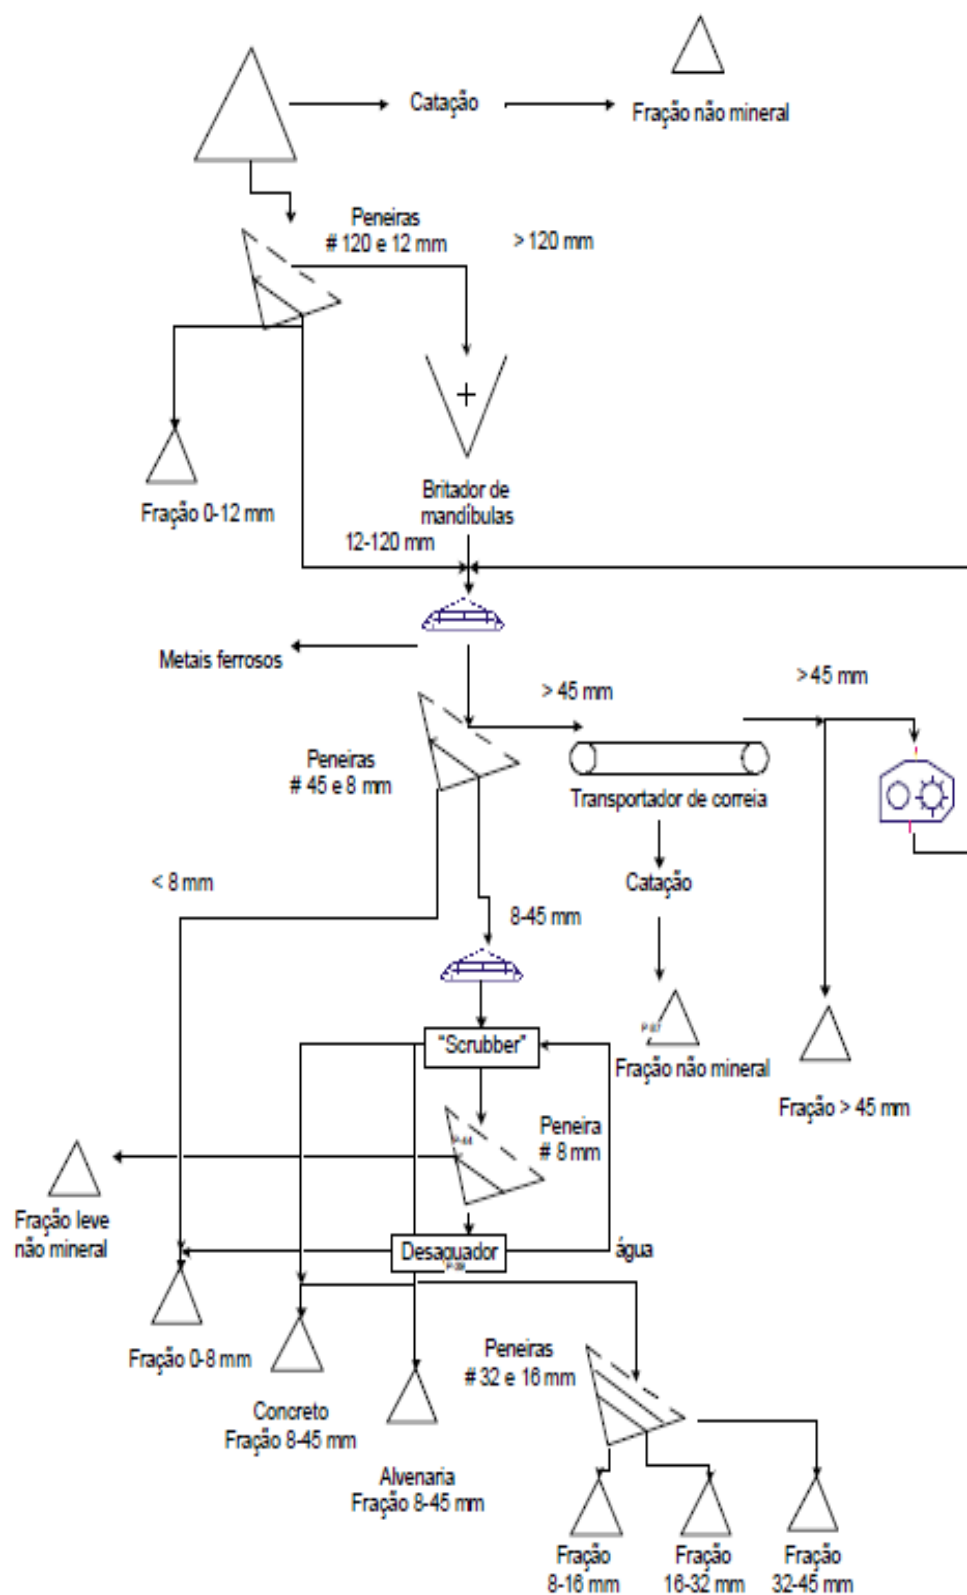 Catação
Fração não mineral
Peneiras
# 120 e 12 mm
> 120 mm
Fração 0-12 mm
Britador de
mandíbulas
12-120 mm
Metais ferrosos
> 45 mm
> 45 mm
Peneiras
# 45 e 8 mm
Transportador de correia
< 8 mm
Catação
8-45 mm
P-87
"Scrubber"
Fração não mineral
Fração > 45 mm
Peneira
# 8 mm
P-44
Fração leve
não mineral
Desaguador
água
Fração 0-8 mm
Peneiras
# 32 e 16 mm
Concreto
Fração 8-45 mm
Alvenaria
Fração 8-45 mm
Fração
8-16 mm
Fração
16-32 mm
Fração
32-45 mm